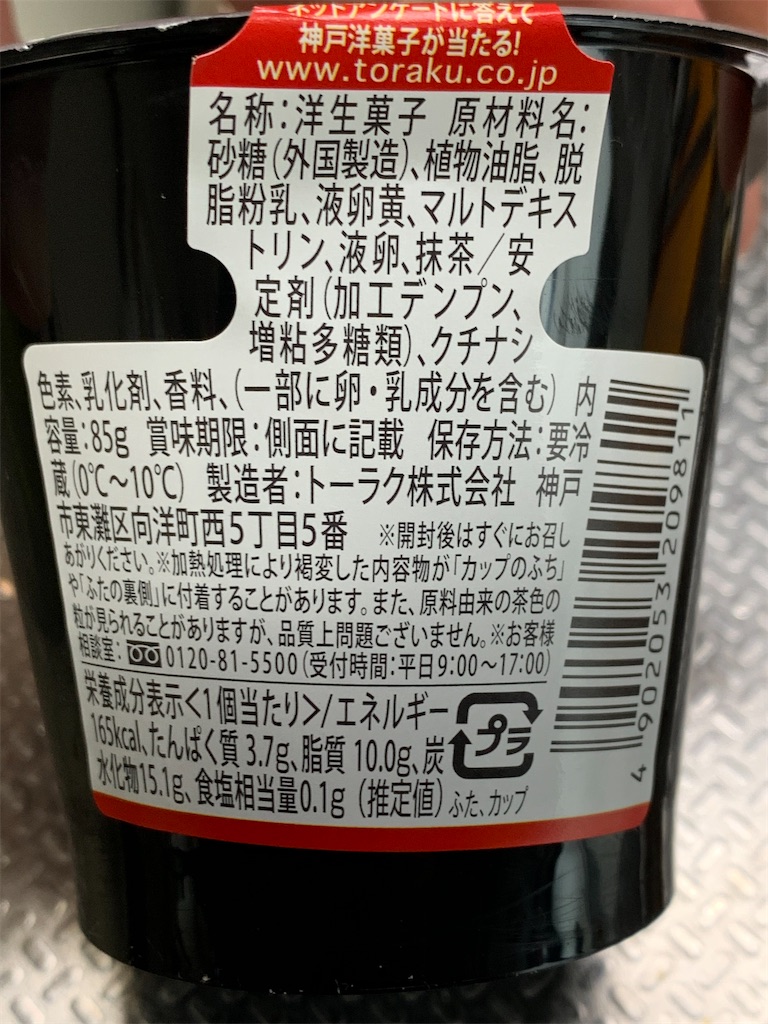 ネットアンケートに答えて
神戸洋菓子が当たる!
www.toraku.co.jp
名称:洋生菓子 原材料名:
砂糖(外国製造)、植物油脂、脱
脂粉乳、液卵黄、マルトデキス
トリン、液卵、抹茶/安
定剤(加工デンプン、
増粘多糖類)、クチナシ
色素、乳化剤、香料、(一部に卵・乳成分を含む) 内
容量:85g 賞味期限:側面に記載 保存方法:要冷
蔵(0℃〜10℃) 製造者:トーラク株式会社 神戸
市東灘区向洋町西5丁目5番 ※開封後はすぐにお召し
あがりください。※加熱処理により褐変した内容物が「カップのふち」
や「ふたの裏側」に付着することがあります。また、原料由来の茶色の
粒が見られることがありますが、品質上問題ございません。※お客様
相談室:0120-81-5500(受付時間:平日9:00〜17:00)
栄養成分表示<1個当たり>/エネルギー
165kcal、たんぱく質 3.7g、脂質 10.0g、炭
水化物15.1g、食塩相当量0.1g (推定値)
プラ
ふた、カップ
4902053209811